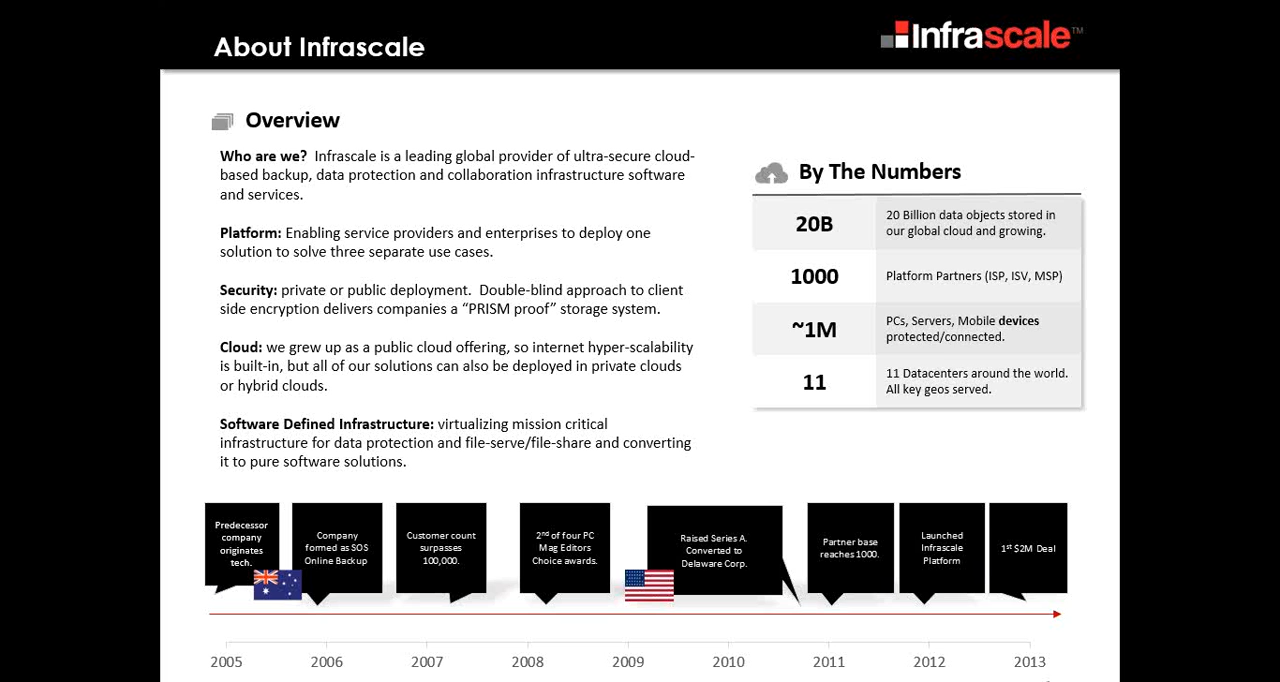 About Infrascale
Infrascale™
Overview
Who are we? Infrascale is a leading global provider of ultra-secure cloud-
based backup, data protection and collaboration infrastructure software
and services.
Platform: Enabling service providers and enterprises to deploy one
solution to solve three separate use cases.
Security: private or public deployment. Double-blind approach to client
side encryption delivers companies a “PRISM proof” storage system.
Cloud: we grew up as a public cloud offering, so internet hyper-scalability
is built-in, but all of our solutions can also be deployed in private clouds
or hybrid clouds.
Software Defined Infrastructure: virtualizing mission critical
infrastructure for data protection and file-serve/file-share and converting
it to pure software solutions.
By The Numbers
20B
20 Billion data objects stored in
our global cloud and growing.
1000
Platform Partners (ISP, ISV, MSP)
~1M
PCs, Servers, Mobile devices
protected/connected.
11
11 Datacenters around the world.
All key geos served.
Predecessor
company
originates
tech.
Company
formed as SOS
Online Backup
Customer count
surpasses
100,000.
2nd of four PC
Mag Editors
Choice awards.
Raised Series A.
Converted to
Delaware Corp.
Partner base
reaches 1000.
Launched
Infrascale
Platform
1st $2M Deal
2005 2006 2007 2008 2009 2010 2011 2012 2013